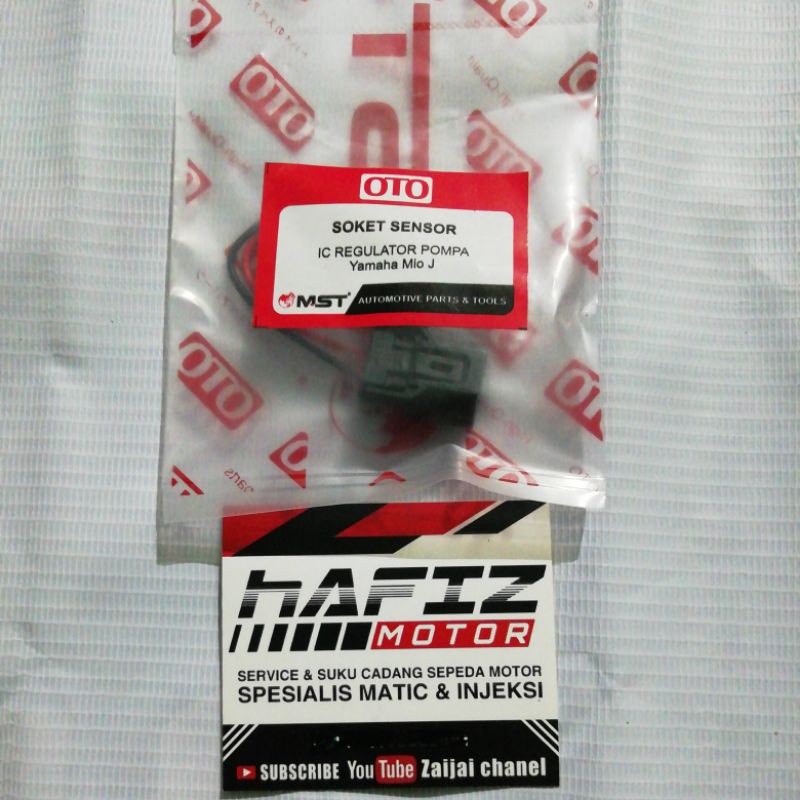 OTO
SOKET SENSOR
IC REGULATOR POMPA
Yamaha Mio J
MST AUTOMOTIVE PARTS & TOOLS
OTO
OTO
OTO
OTO
HAFIZ
MOTOR
SERVICE & SUKU CADANG SEPEDA MOTOR
SPESIALIS MATIC & INJEKSI
SUBSCRIBE YouTube Zaijai chanel